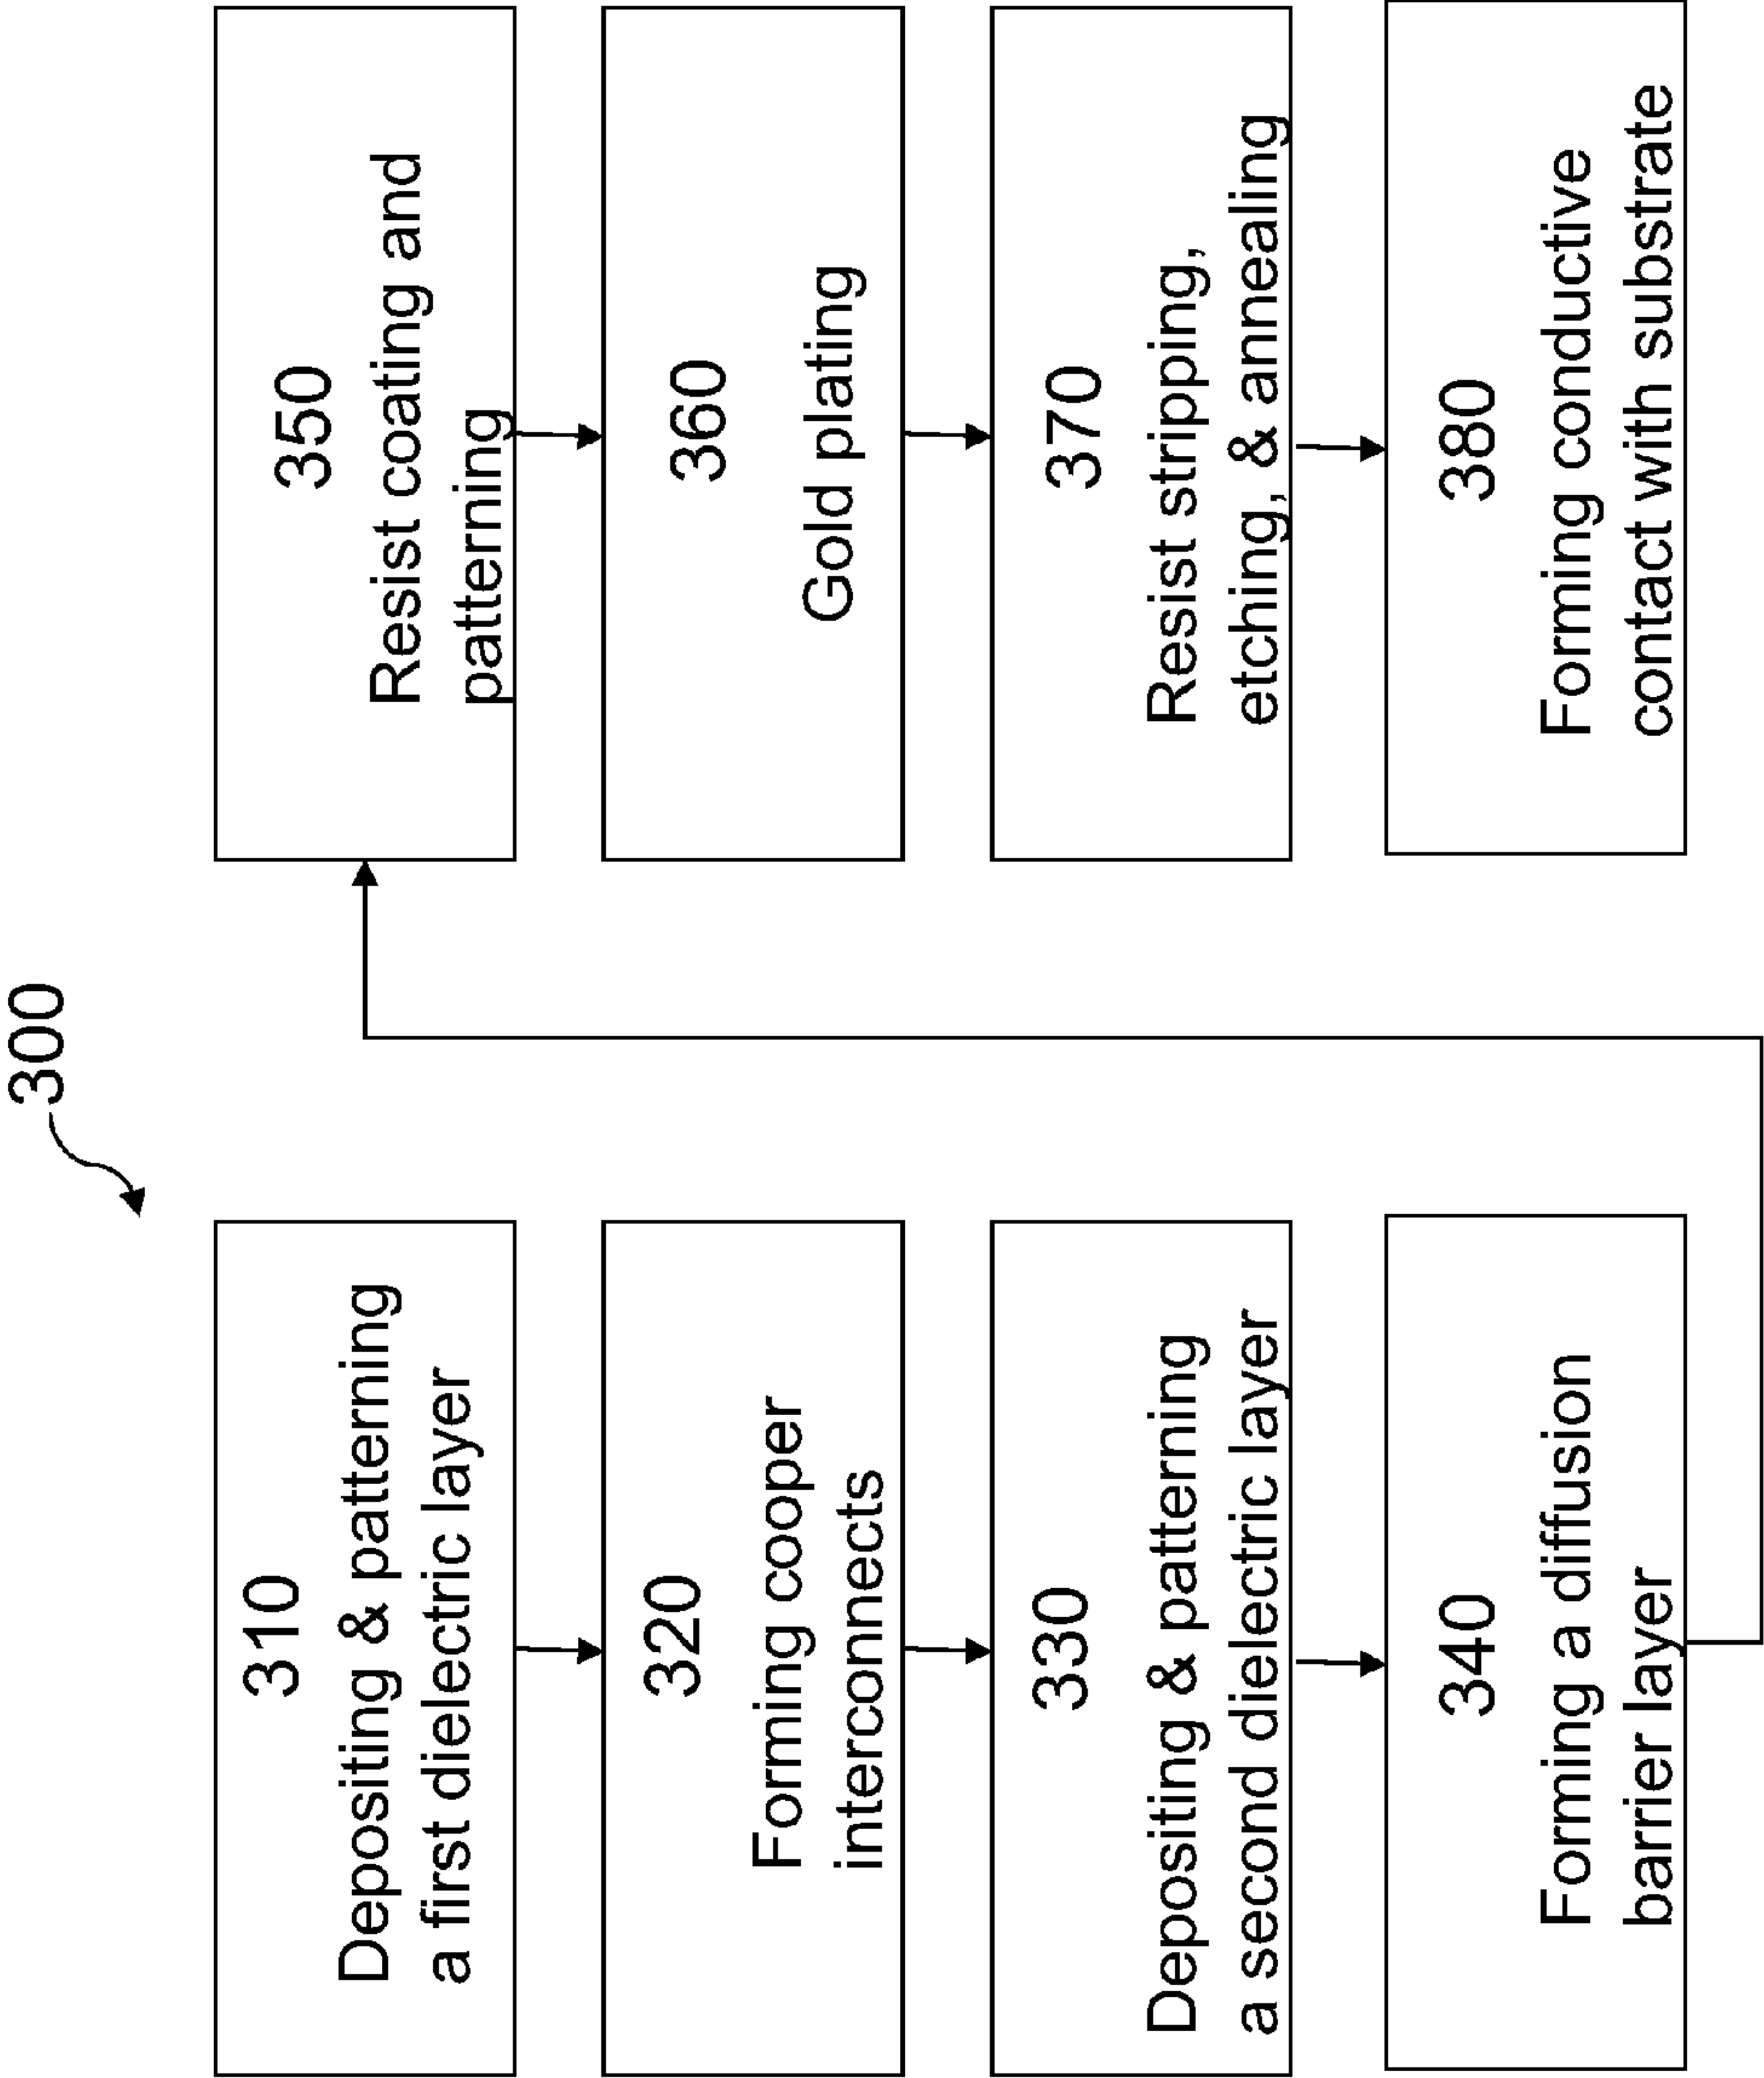 300
310
Depositing & patterning
a first dielectric layer
320
Forming cooper
interconnects
330
Depositing & patterning
a second dielectric layer
340
Forming a diffusion
barrier layer
350
Resist coating and
patterning
360
Gold plating
370
Resist stripping,
etching, & annealing
380
Forming conductive
contact with substrate